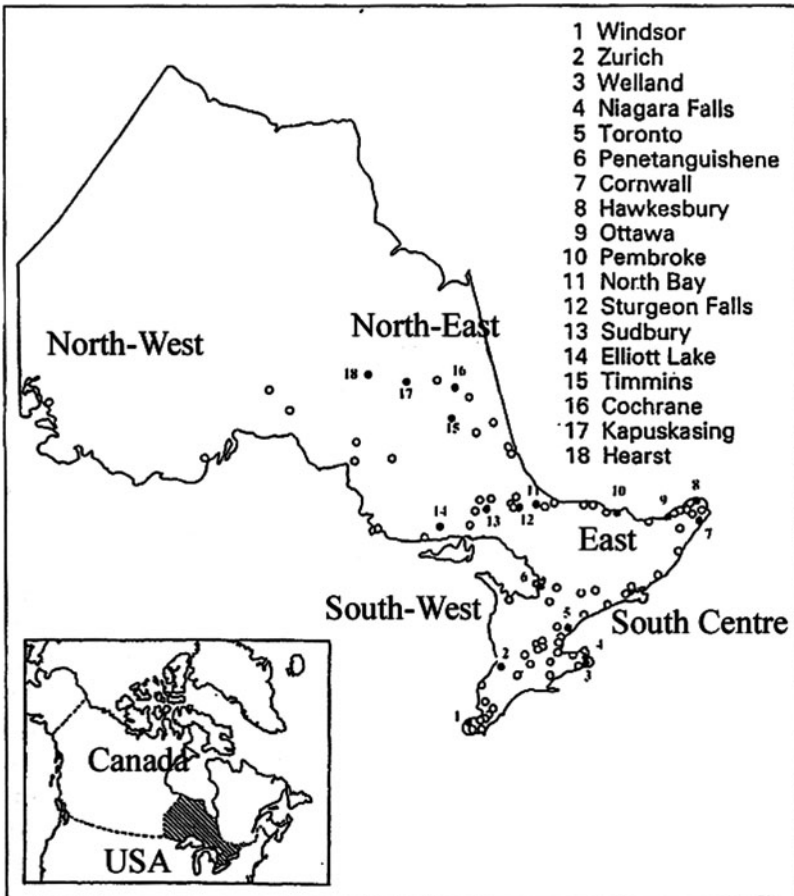 1 Windsor
2 Zurich
3 Welland
4 Niagara Falls
5 Toronto
6 Penetanguishene
7 Cornwall
8 Hawkesbury
9 Ottawa
10 Pembroke
11 North Bay
12 Sturgeon Falls
13 Sudbury
14 Elliott Lake
15 Timmins
16 Cochrane
17 Kapuskasing
18 Hearst
North-West
North-East
18
17
16
15
14
13
12
11
10
9
8
7
East
6
South-West
5
South Centre
4
3
2
1
Canada
USA